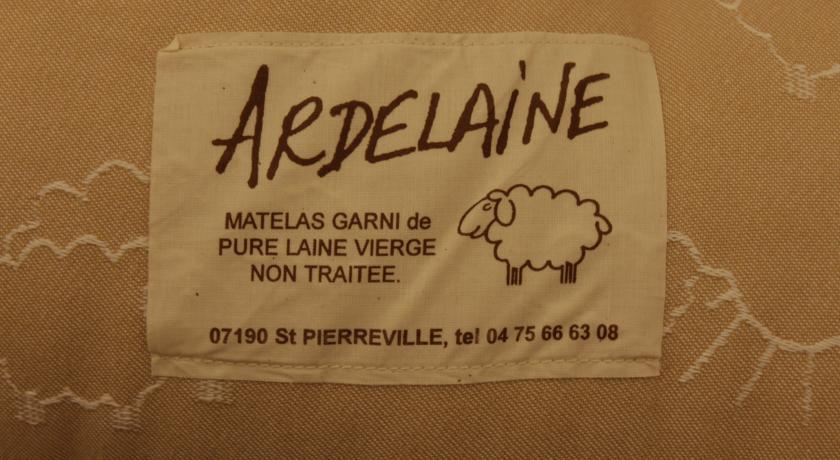 ARDELAiNE
MATELAS GARNI de
PURE LAINE VIERGE
NON TRAITEE.
07190 St PIERREVILLE, tel 04 75 66 63 08